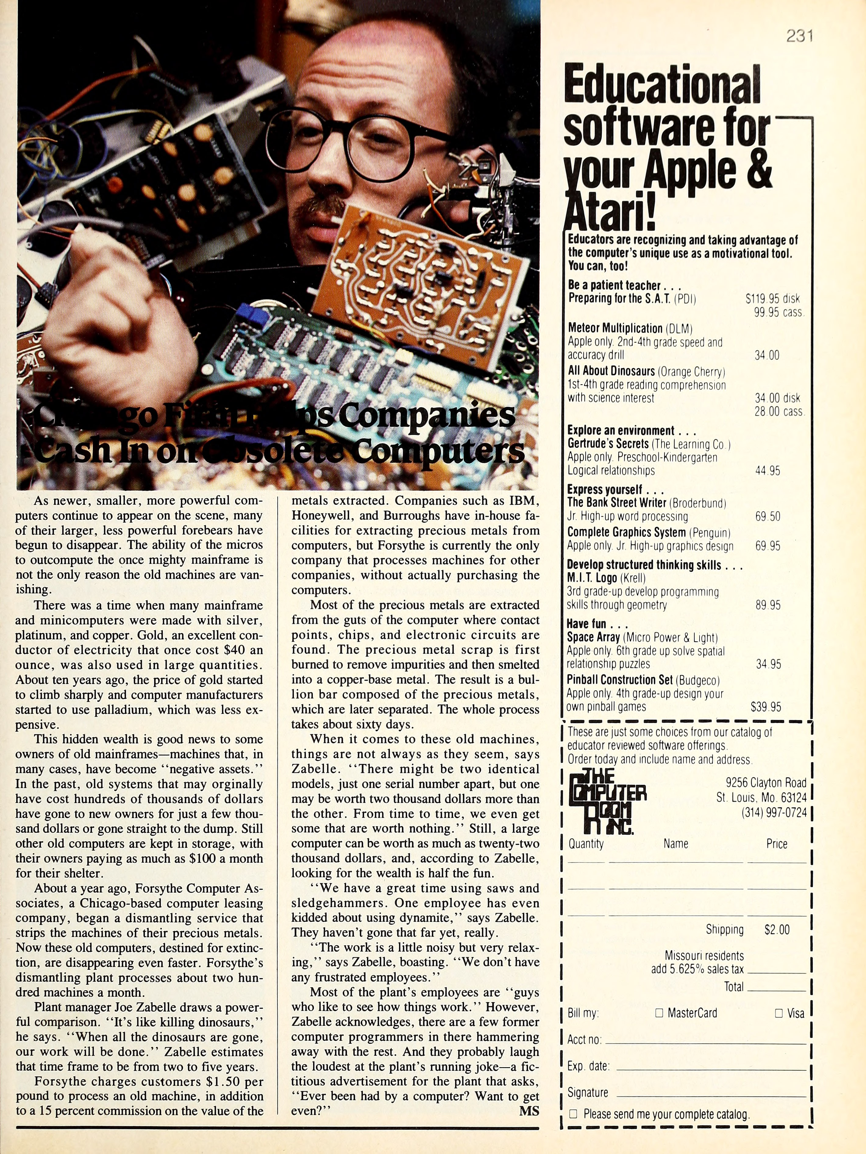 231
Chicago Firm Helps Companies
Cash In on Obsolete Computers
As newer, smaller, more powerful com-
puters continue to appear on the scene, many
of their larger, less powerful forebears have
begun to disappear. The ability of the micros
to outcompute the once mighty mainframe is
not the only reason the old machines are van-
ishing.
There was a time when many mainframe
and minicomputers were made with silver,
platinum, and copper. Gold, an excellent con-
ductor of electricity that once cost $40 an
ounce, was also used in large quantities.
About ten years ago, the price of gold started
to climb sharply and computer manufacturers
started to use palladium, which was less ex-
pensive.
This hidden wealth is good news to some
owners of old mainframes—machines that, in
many cases, have become ‘‘negative assets.’’
In the past, old systems that may orginally
have cost hundreds of thousands of dollars
have gone to new owners for just a few thou-
sand dollars or gone straight to the dump. Still
other old computers are kept in storage, with
their owners paying as much as $100 a month
for their shelter.
About a year ago, Forsythe Computer As-
sociates, a Chicago-based computer leasing
company, began a dismantling service that
strips the machines of their precious metals.
Now these old computers, destined for extinc-
tion, are disappearing even faster. Forsythe's
dismantling plant processes about two hun-
dred machines a month.
Plant manager Joe Zabelle draws a power-
ful comparison. ‘‘It's like killing dinosaurs,’’
he says. ‘‘When all the dinosaurs are gone,
our work will be done.’’ Zabelle estimates
that time frame to be from two to five years.
Forsythe charges customers $1.50 per
pound to process an old machine, in addition
to a 15 percent commission on the value of the
metals extracted. Companies such as IBM,
Honeywell, and Burroughs have in-house fa-
cilities for extracting precious metals from
computers, but Forsythe is currently the only
company that processes machines for other
companies, without actually purchasing the
computers.
Most of the precious metals are extracted
from the guts of the computer where contact
points, chips, and electronic circuits are
found. The precious metal scrap is first
burned to remove impurities and then smelted
into a copper-base metal. The result is a bul-
lion bar composed of the precious metals,
which are later separated. The whole process
takes about sixty days.
When it comes to these old machines,
things are not always as they seem, says
Zabelle. ‘‘There might be two identical
models, just one serial number apart, but one
may be worth two thousand dollars more than
the other. From time to time, we even get
some that are worth nothing.’’ Still, a large
computer can be worth as much as twenty-two
thousand dollars, and, according to Zabelle,
looking for the wealth is half the fun.
‘‘We have a great time using saws and
sledgehammers. One employee has even
kidded about using dynamite,’’ says Zabelle.
They haven't gone that far yet, really.
‘‘The work is a little noisy but very relax-
ing,’’ says Zabelle, boasting. ‘‘We don't have
any frustrated employees.’’
Most of the plant's employees are ‘‘guys
who like to see how things work.’’ However,
Zabelle acknowledges, there are a few former
computer programmers in there hammering
away with the rest. And they probably laugh
the loudest at the plant's running joke—a fic-
titious advertisement for the plant that asks,
‘‘Ever been had by a computer? Want to get
even?’’ MS
Educational
software for
your Apple &
Atari!
Educators are recognizing and taking advantage of
the computer's unique use as a motivational tool.
You can, too!
Be a patient teacher . . .
Preparing for the S.A.T. (PDI) $119.95 disk
99.95 cass.
Meteor Multiplication (DLM)
Apple only. 2nd-4th grade speed and
accuracy drill 34.00
All About Dinosaurs (Orange Cherry)
1st-4th grade reading comprehension
with science interest 34.00 disk
28.00 cass.
Explore an environment . . .
Gertrude's Secrets (The Learning Co.)
Apple only. Preschool-Kindergarten
Logical relationships 44.95
Express yourself . . .
The Bank Street Writer (Broderbund)
Jr. High-up word processing 69.50
Complete Graphics System (Penguin)
Apple only. Jr. High-up graphics design 69.95
Develop structured thinking skills . . .
M.I.T. Logo (Krell)
3rd grade-up develop programming
skills through geometry 89.95
Have fun . . .
Space Array (Micro Power & Light)
Apple only. 6th grade up solve spatial
relationship puzzles 34.95
Pinball Construction Set (Budgeco)
Apple only. 4th grade-up design your
own pinball games $39.95
These are just some choices from our catalog of
educator reviewed software offerings.
Order today and include name and address.
THE
COMPUTER
ROOM
INC.
9256 Clayton Road
St. Louis, Mo. 63124
(314) 997-0724
Quantity Name Price
Shipping $2.00
Missouri residents
add 5.625% sales tax
Total
Bill my: □ MasterCard □ Visa
Acct no:
Exp. date:
Signature
□ Please send me your complete catalog.